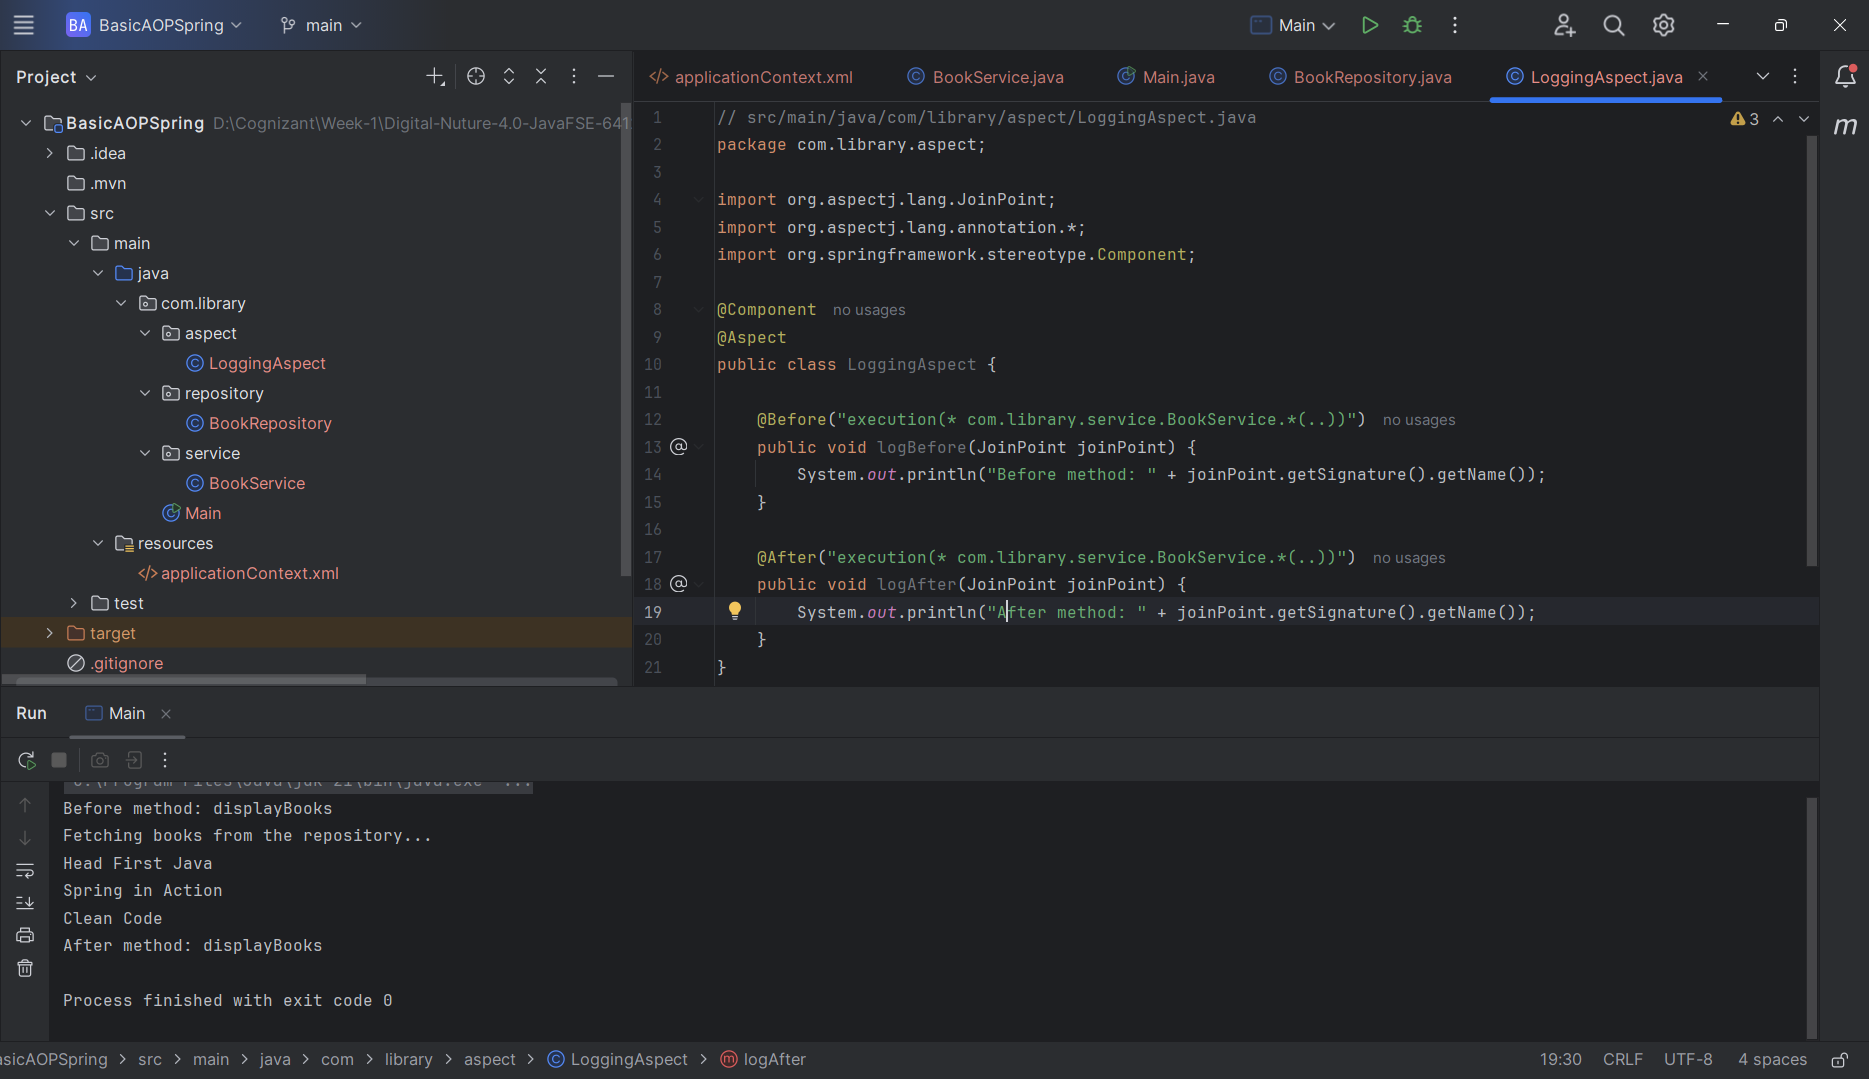 BA BasicAOPSpring main Main
Project
applicationContext.xml BookService.java Main.java BookRepository.java LoggingAspect.java
BasicAOPSpring D:\Cognizant\Week-1\Digital-Nuture-4.0-JavaFSE-641
.idea
.mvn
src
main
java
com.library
aspect
LoggingAspect
repository
BookRepository
service
BookService
Main
resources
applicationContext.xml
test
target
.gitignore
3
1 // src/main/java/com/library/aspect/LoggingAspect.java
2 package com.library.aspect;
3
4 import org.aspectj.lang.JoinPoint;
5 import org.aspectj.lang.annotation.*;
6 import org.springframework.stereotype.Component;
7
8 @Component no usages
9 @Aspect
10 public class LoggingAspect {
11
12 @Before("execution(* com.library.service.BookService.*(..))") no usages
13 public void logBefore(JoinPoint joinPoint) {
14 System.out.println("Before method: " + joinPoint.getSignature().getName());
15 }
16
17 @After("execution(* com.library.service.BookService.*(..))") no usages
18 public void logAfter(JoinPoint joinPoint) {
19 System.out.println("After method: " + joinPoint.getSignature().getName());
20 }
21 }
Run Main
Before method: displayBooks
Fetching books from the repository...
Head First Java
Spring in Action
Clean Code
After method: displayBooks
Process finished with exit code 0
asicAOPSpring > src > main > java > com > library > aspect > LoggingAspect > logAfter 19:30 CRLF UTF-8 4 spaces